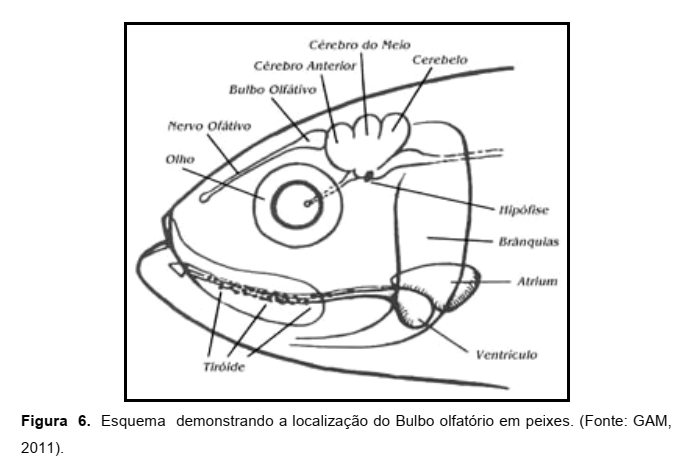 Cérebro do Meio
Cerebelo
Cérebro Anterior
Bulbo Olfátivo
Nervo Ofátivo
Olho
Hipófise
Brânquias
Atrium
Ventrículo
Tiróide
Figura 6. Esquema demonstrando a localização do Bulbo olfatório em peixes. (Fonte: GAM,
2011).